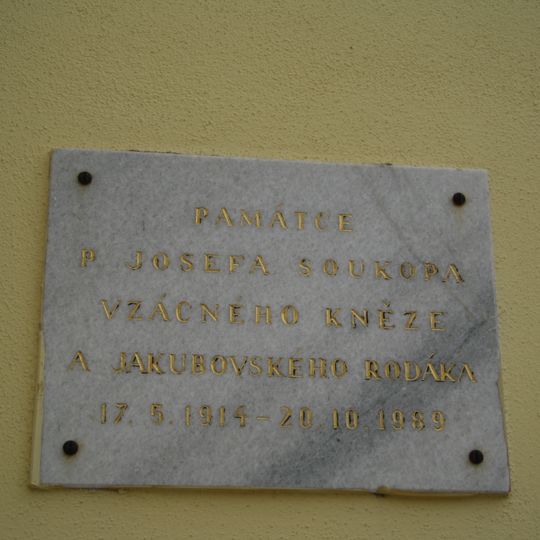 PAMÁTCE
P JOSEFA SOUKOPA
VZÁCNÉHO KNĚZE
A JAKUBOVSKÉHO RODÁKA
17. 5. 1914 - 20. 10. 1989